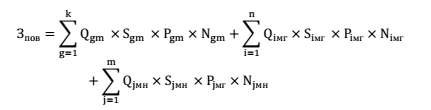 З_пов = ∑_{g=1}^{k} Q_gm × S_gm × P_gm × N_gm + ∑_{i=1}^{n} Q_iмг × S_iмг × P_iмг × N_iмг
+ ∑_{j=1}^{m} Q_jмн × S_jмн × P_jмг × N_jмн